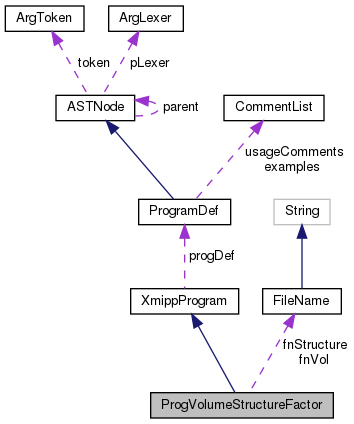 ArgToken
ArgLexer
token
pLexer
ASTNode
parent
CommentList
usageComments
examples
ProgramDef
String
progDef
XmippProgram
FileName
fnStructure
fnVol
ProgVolumeStructureFactor